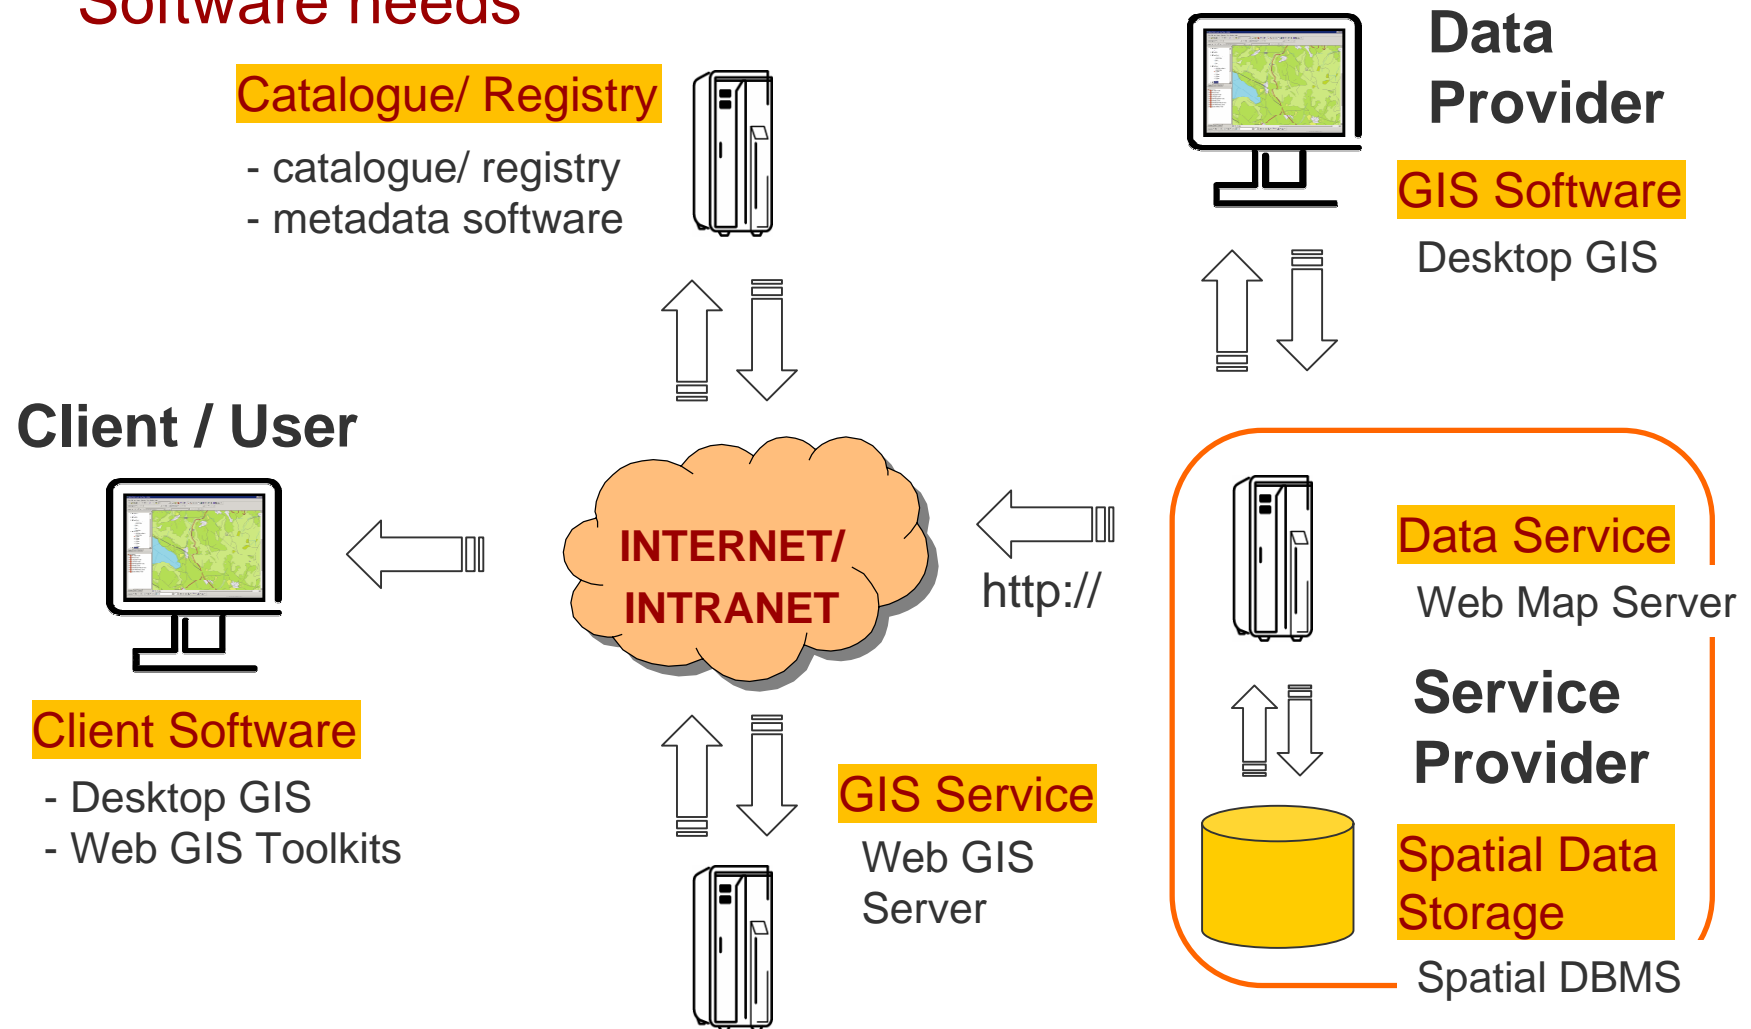 Software needs
Catalogue/ Registry
- catalogue/ registry
- metadata software
Data
Provider
GIS Software
Desktop GIS
Client / User
INTERNET/
INTRANET
http://
Data Service
Web Map Server
Service
Provider
Client Software
- Desktop GIS
- Web GIS Toolkits
GIS Service
Web GIS
Server
Spatial Data
Storage
Spatial DBMS